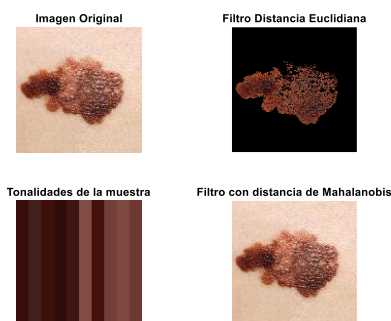 Imagen Original
Filtro Distancia Euclidiana
Tonalidades de la muestra
Filtro con distancia de Mahalanobis